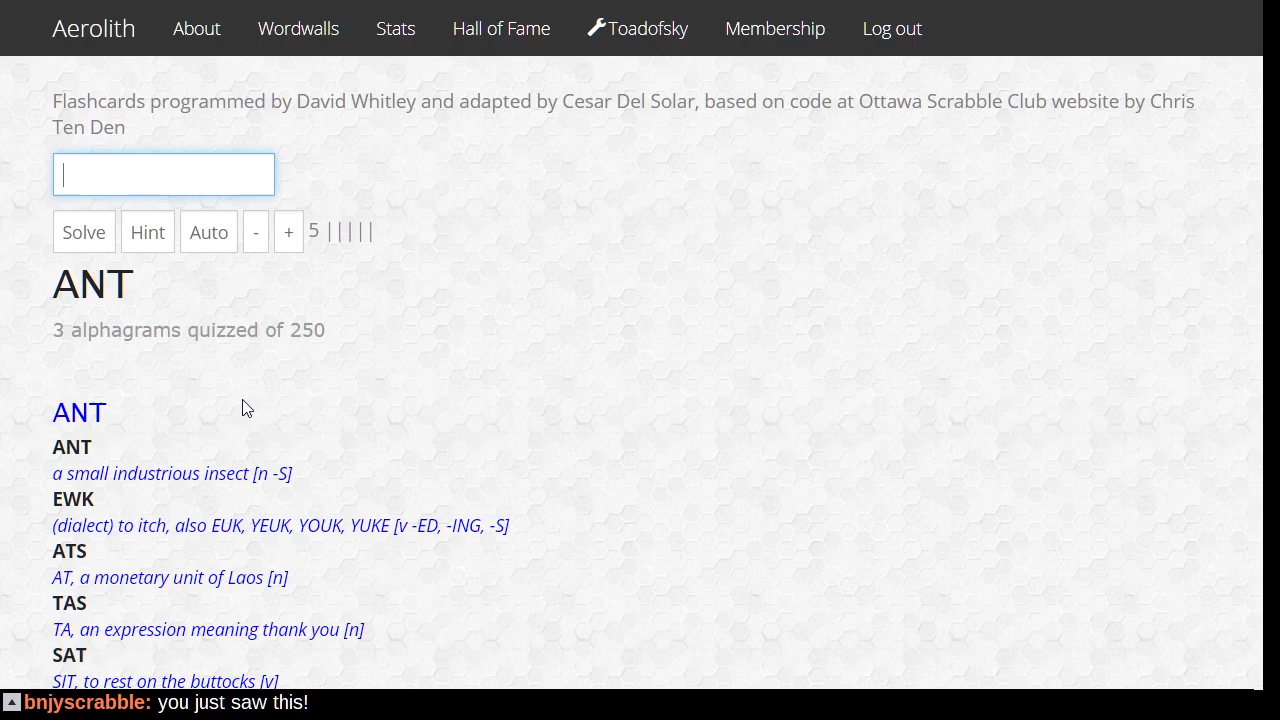 Aerolith About Wordwalls Stats Hall of Fame Toadofsky Membership Log out
Flashcards programmed by David Whitley and adapted by Cesar Del Solar, based on code at Ottawa Scrabble Club website by Chris
Ten Den
Solve Hint Auto - + 5 |||||
ANT
3 alphagrams quizzed of 250
ANT
ANT
a small industrious insect [n -S]
EWK
(dialect) to itch, also EUK, YEUK, YOUK, YUKE [v -ED, -ING, -S]
ATS
AT, a monetary unit of Laos [n]
TAS
TA, an expression meaning thank you [n]
SAT
SIT, to rest on the buttocks [v]
bnjyscrabble: you just saw this!